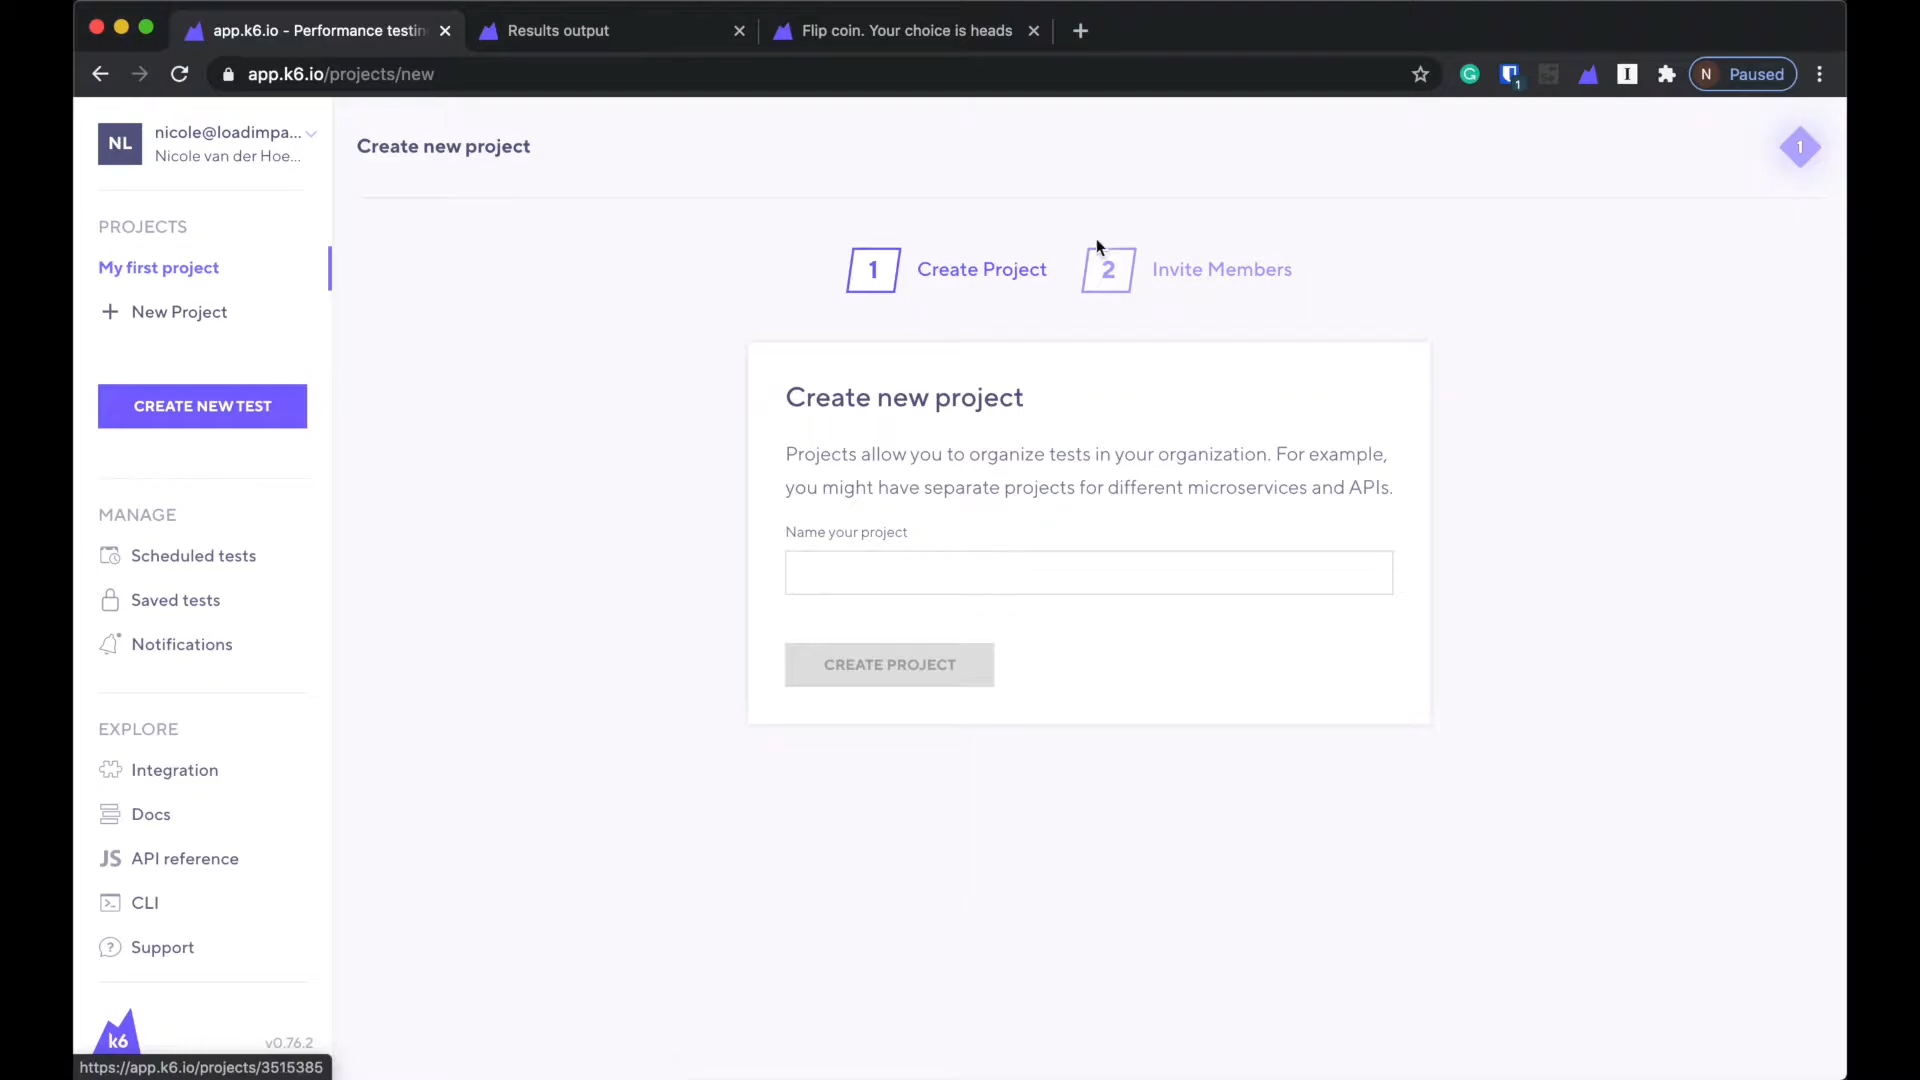 app.k6.io - Performance testin
Results output
Flip coin. Your choice is heads
app.k6.io/projects/new
1
N
Paused
NL
nicole@loadimpa...
Nicole van der Hoe...
Create new project
1
PROJECTS
My first project
New Project
CREATE NEW TEST
MANAGE
Scheduled tests
Saved tests
Notifications
EXPLORE
Integration
Docs
JS API reference
CLI
Support
k6
v0.76.2
https://app.k6.io/projects/3515385
1 Create Project
2 Invite Members
Create new project
Projects allow you to organize tests in your organization. For example,
you might have separate projects for different microservices and APIs.
Name your project
CREATE PROJECT